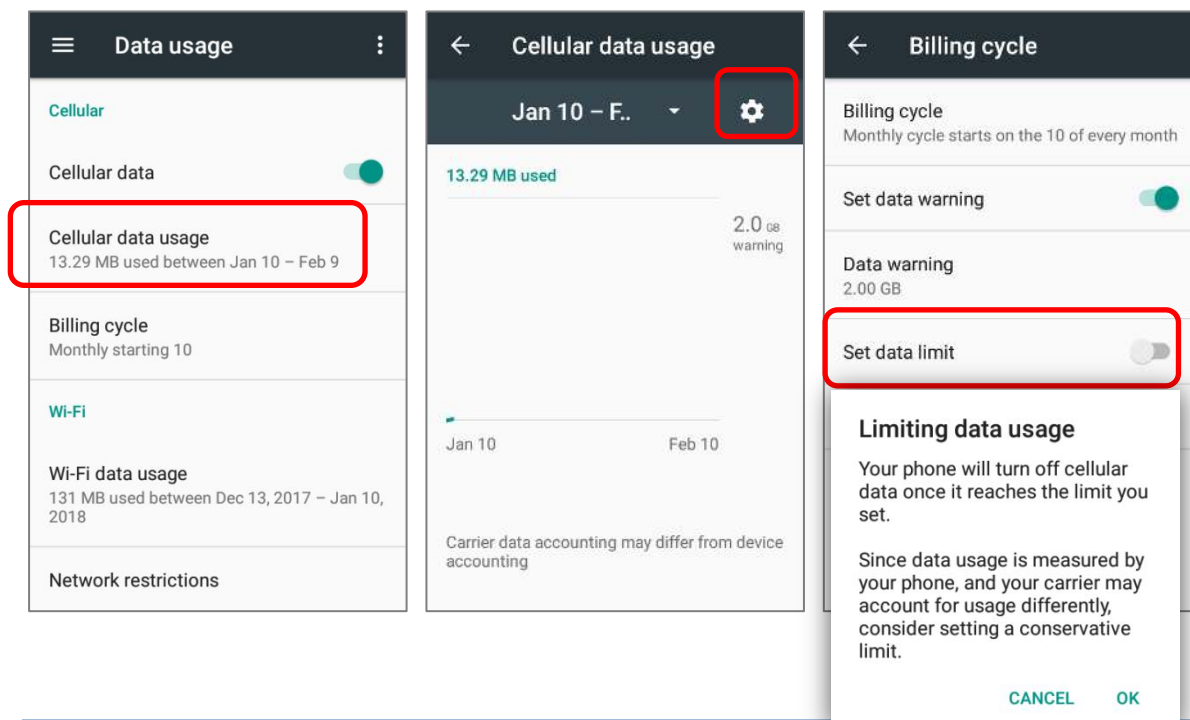 Data usage
Cellular
Cellular data
Cellular data usage
13.29 MB used between Jan 10 – Feb 9
Billing cycle
Monthly starting 10
Wi-Fi
Wi-Fi data usage
131 MB used between Dec 13, 2017 – Jan 10,
2018
Network restrictions
Cellular data usage
Jan 10 – F..
13.29 MB used
2.0 GB
warning
Jan 10 Feb 10
Carrier data accounting may differ from device
accounting
Billing cycle
Billing cycle
Monthly cycle starts on the 10 of every month
Set data warning
Data warning
2.00 GB
Set data limit
Limiting data usage
Your phone will turn off cellular
data once it reaches the limit you
set.
Since data usage is measured by
your phone, and your carrier may
account for usage differently,
consider setting a conservative
limit.
CANCEL OK